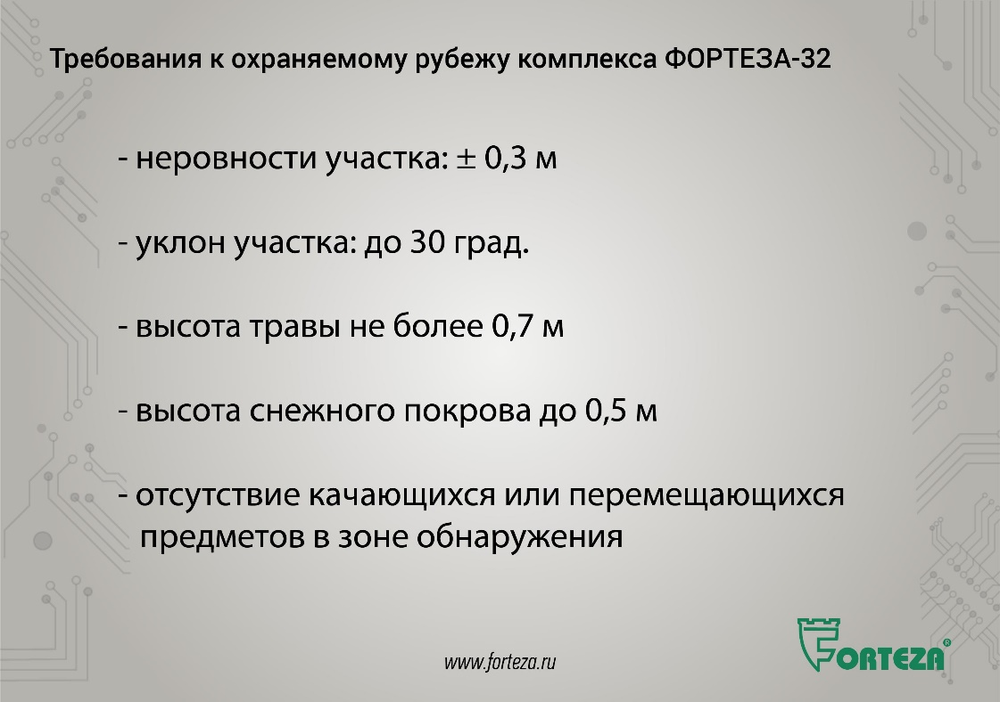 Требования к охраняемому рубежу комплекса ФОРТЕЗА-32
- неровности участка: ± 0,3 м
- уклон участка: до 30 град.
- высота травы не более 0,7 м
- высота снежного покрова до 0,5 м
- отсутствие качающихся или перемещающихся
предметов в зоне обнаружения
www.forteza.ru
FORTEZA®